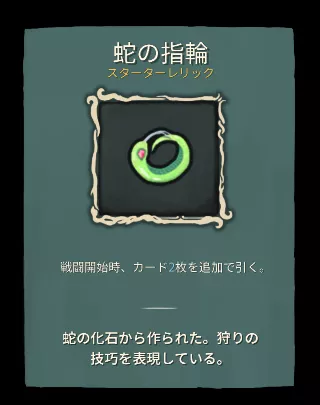 蛇の指輪
スターターレリック
戦闘開始時、カード2枚を追加で引く。
蛇の化石から作られた。狩りの
技巧を表現している。